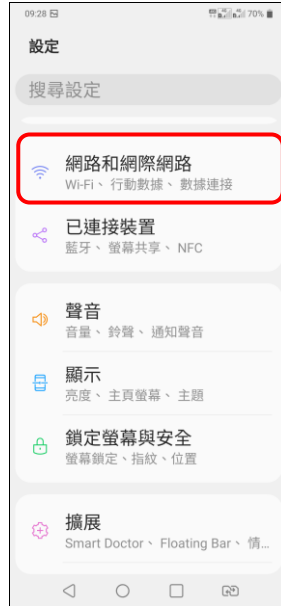 09:28
70%
設定
搜尋設定
網路和網際網路
Wi-Fi、 行動數據、 數據連接
已連接裝置
藍牙、 螢幕共享、 NFC
聲音
音量、 鈴聲、 通知聲音
顯示
亮度、 主頁螢幕、 主題
鎖定螢幕與安全
螢幕鎖定、指紋、位置
擴展
Smart Doctor、 Floating Bar、 情...